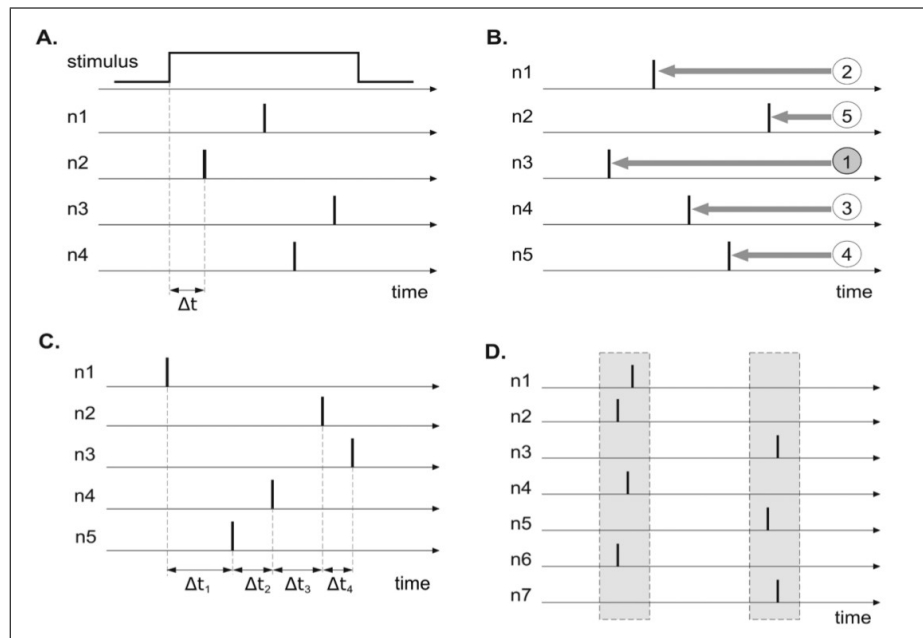 A.
stimulus
n1
n2
n3
n4
time
Δt
B.
n1 2
n2 5
n3 1
n4 3
n5 4
time
C.
n1
n2
n3
n4
n5
Δt₁ Δt₂ Δt₃ Δt₄ time
D.
n1
n2
n3
n4
n5
n6
n7
time